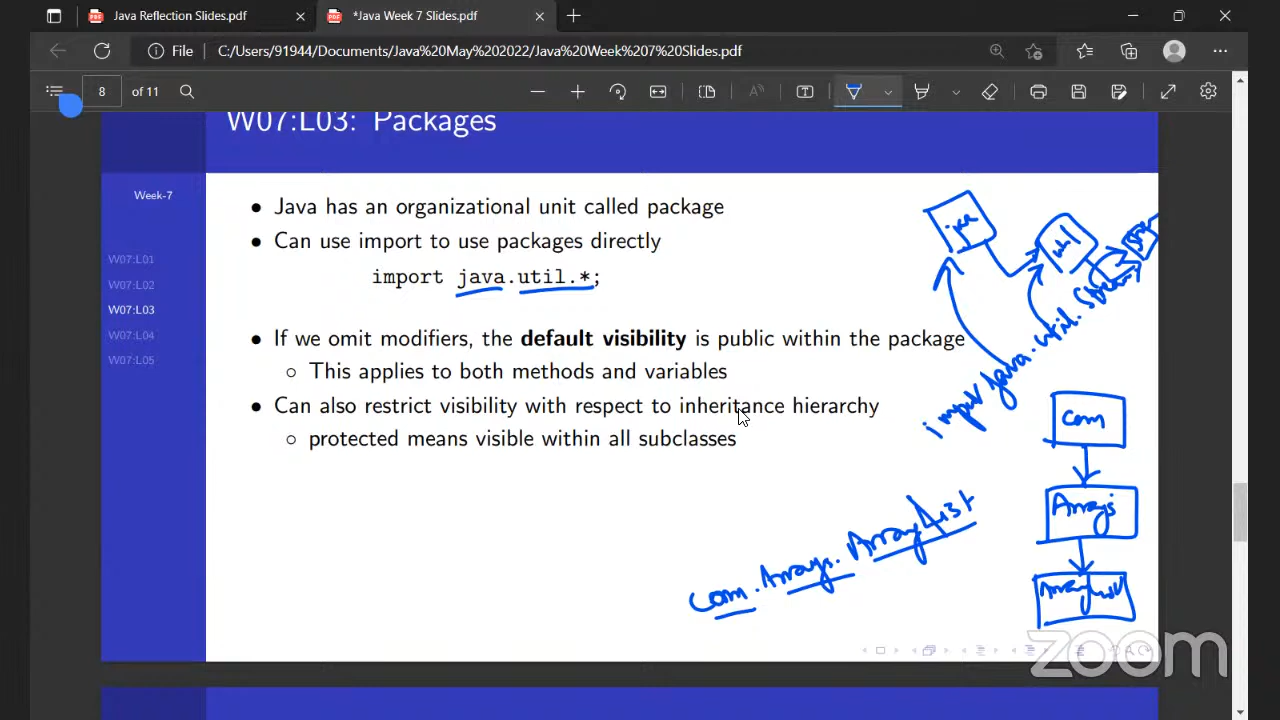 Java Reflection Slides.pdf
*Java Week 7 Slides.pdf
File
C:/Users/91944/Documents/Java%20May%202022/Java%20Week%207%20Slides.pdf
8 of 11
W07:L03: Packages
Week-7
W07:L01
W07:L02
W07:L03
W07:L04
W07:L05
• Java has an organizational unit called package
• Can use import to use packages directly
import java.util.*;
• If we omit modifiers, the default visibility is public within the package
◦ This applies to both methods and variables
• Can also restrict visibility with respect to inheritance hierarchy
◦ protected means visible within all subclasses
java
util
import java.util.Stream
com
Arrays
ArrayList
com.Arrays.ArrayList
zoom